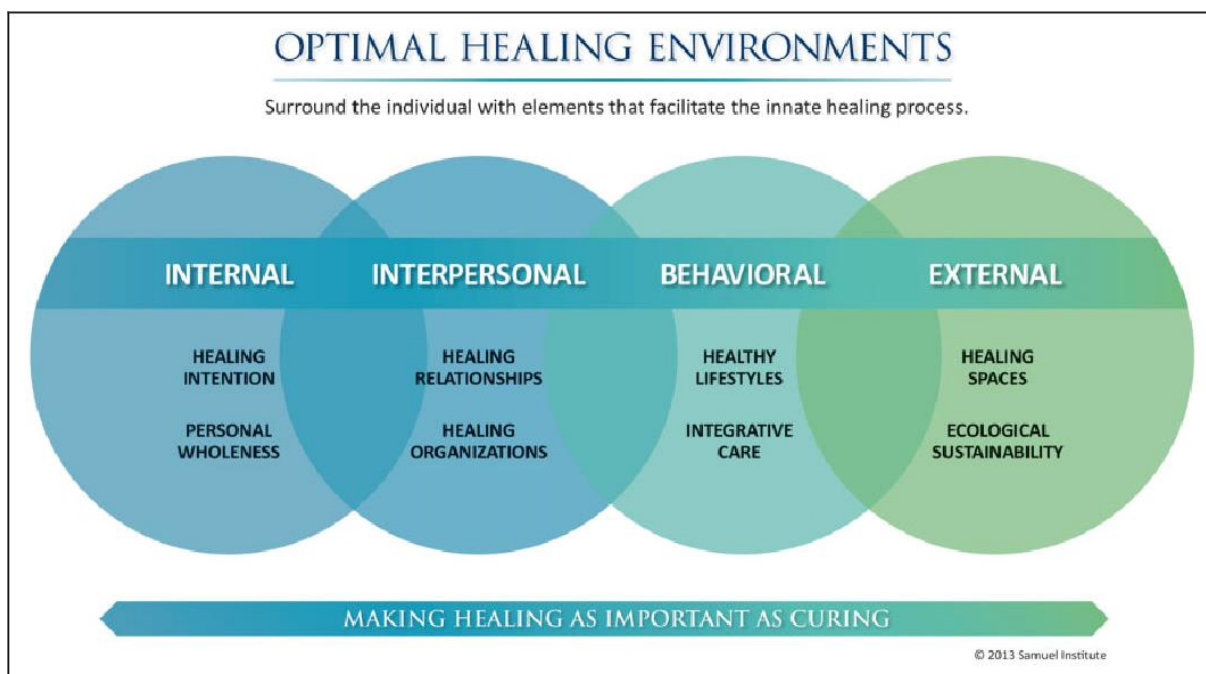 OPTIMAL HEALING ENVIRONMENTS
Surround the individual with elements that facilitate the innate healing process.
INTERNAL
INTERPERSONAL
BEHAVIORAL
EXTERNAL
HEALING
INTENTION
PERSONAL
WHOLENESS
HEALING
RELATIONSHIPS
HEALING
ORGANIZATIONS
HEALTHY
LIFESTYLES
INTEGRATIVE
CARE
HEALING
SPACES
ECOLOGICAL
SUSTAINABILITY
MAKING HEALING AS IMPORTANT AS CURING
© 2013 Samuel Institute